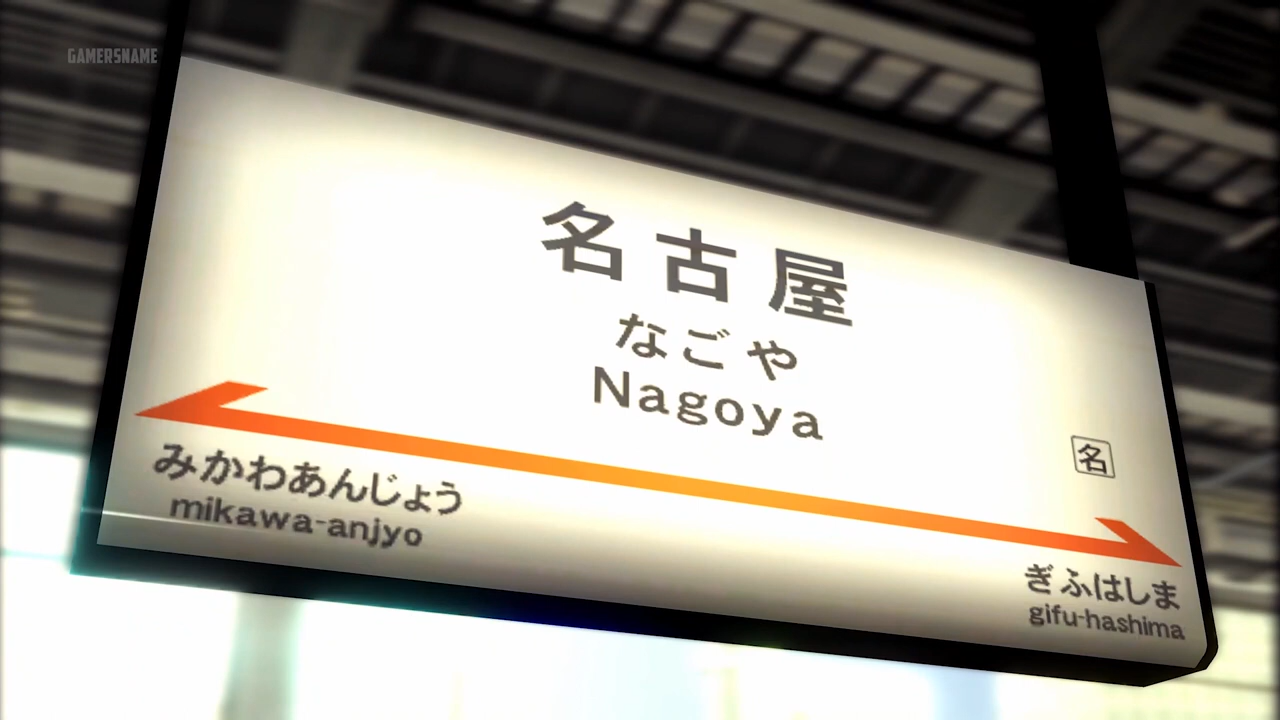 GAMERSNAME
名古屋
なごや
Nagoya
名
みかわあんじょう
mikawa-anjyo
ぎふはしま
gifu-hashima